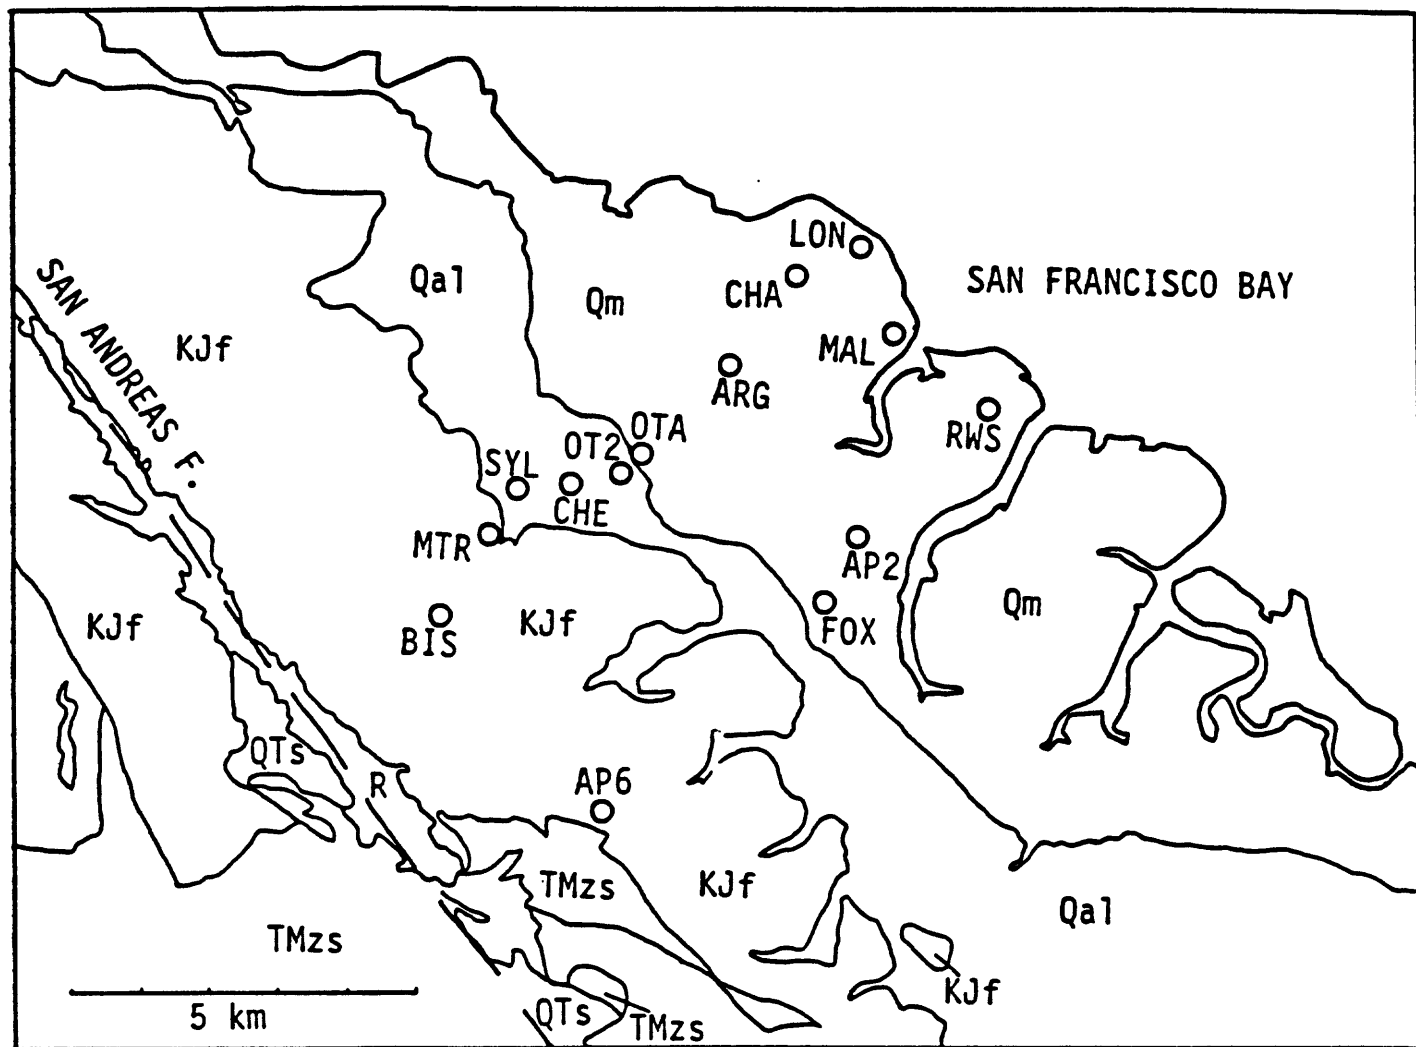 LON
SAN FRANCISCO BAY
CHA
Qal
Qm
SAN ANDREAS F.
KJf
MAL
ARG
RWS
OTA
OT2
SYL
CHE
MTR
AP2
KJf
BIS
KJf
FOX
Qm
QTs
R
AP6
TMzs
KJf
Qal
TMzs
KJf
5 km
QTs
TMzs